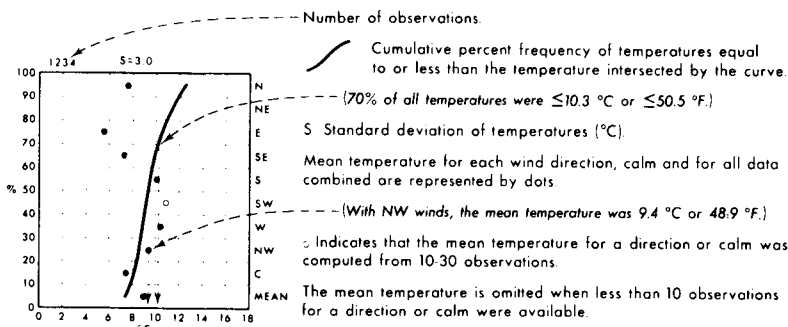 Number of observations.
1234 S=3.0
Cumulative percent frequency of temperatures equal
to or less than the temperature intersected by the curve.
(70% of all temperatures were ≤10.3 °C or ≤50.5 °F.)
S Standard deviation of temperatures (°C).
Mean temperature for each wind direction, calm and for all data
combined are represented by dots.
(With NW winds, the mean temperature was 9.4 °C or 48.9 °F.)
○ Indicates that the mean temperature for a direction or calm was
computed from 10-30 observations.
The mean temperature is omitted when less than 10 observations
for a direction or calm were available.
%
100
90
80
70
60
50
40
30
20
10
0
N
NE
E
SE
S
SW
W
NW
C
MEAN
0 2 4 6 8 10 12 14 16 18